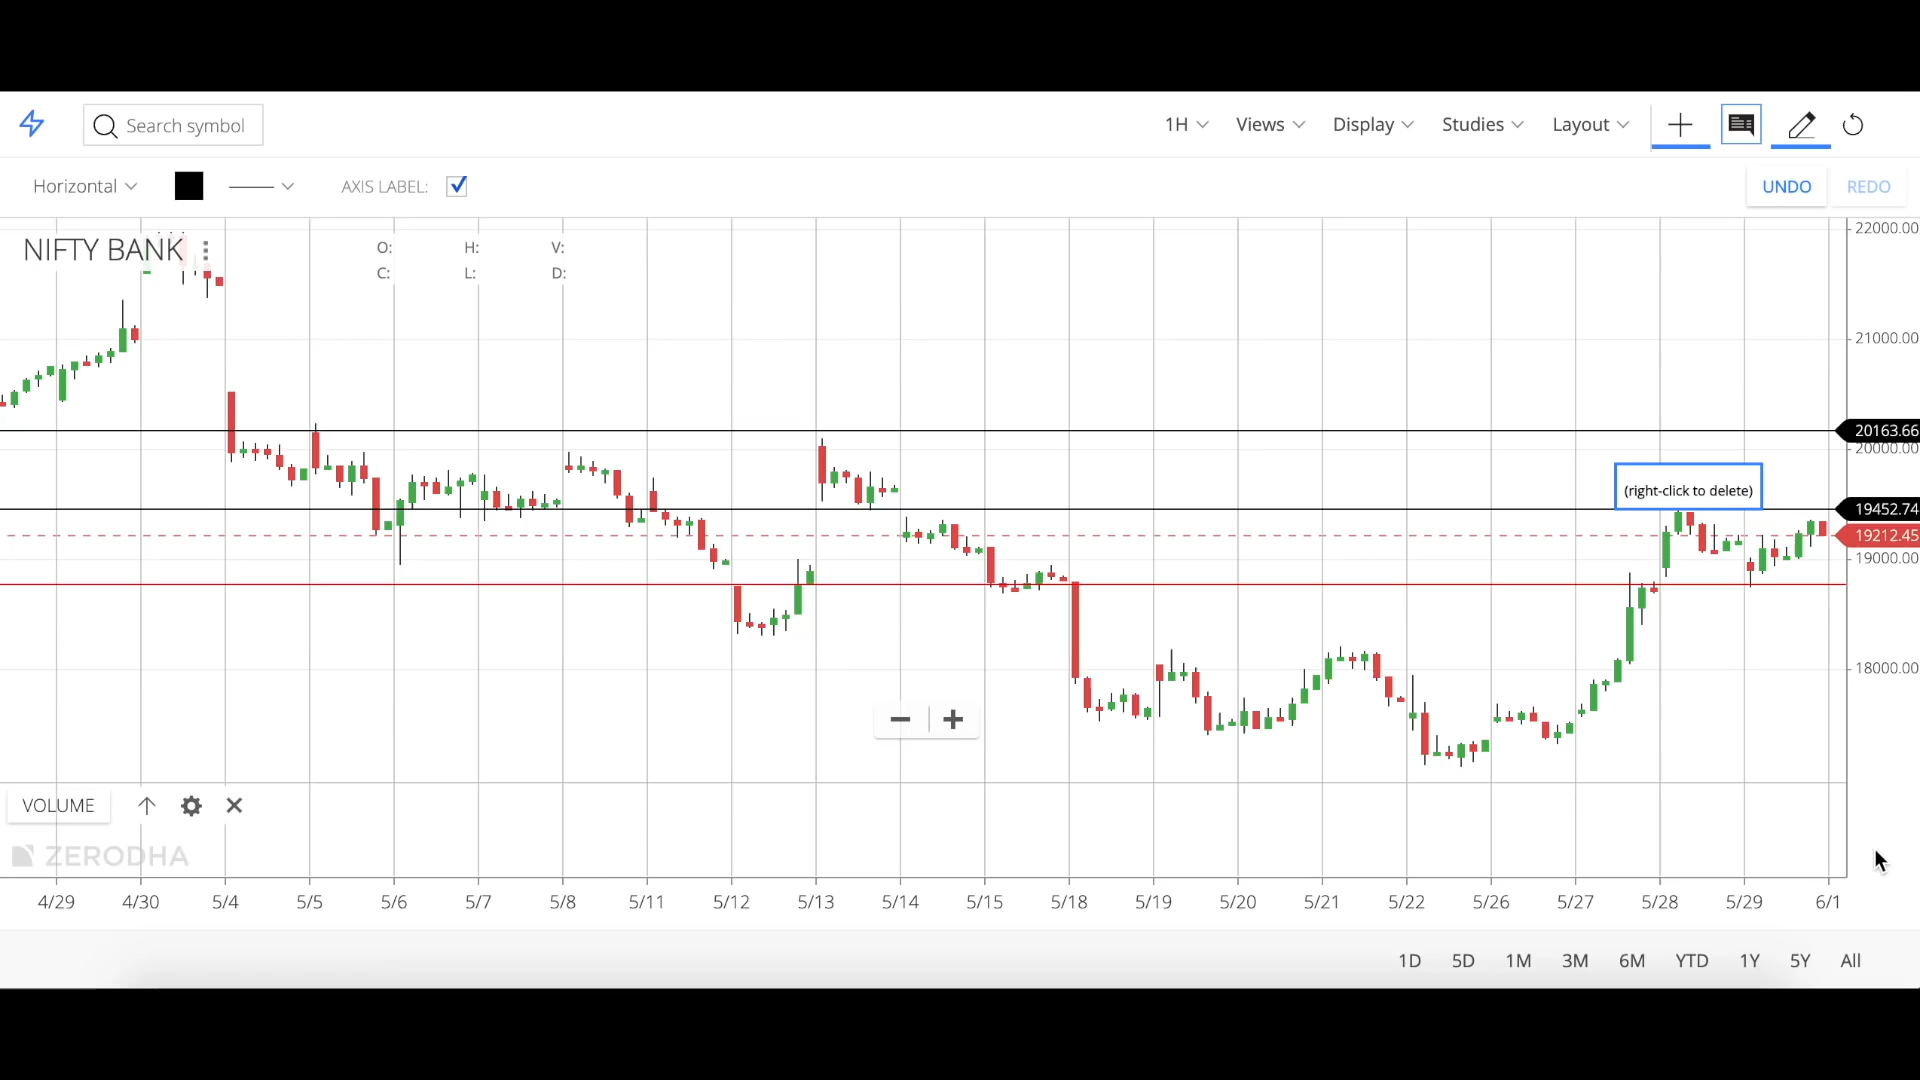 Search symbol
1H Views Display Studies Layout
Horizontal AXIS LABEL: UNDO REDO
NIFTY BANK O: H: V:
C: L: D:
22000.00
21000.00
20163.66
20000.00
(right-click to delete)
19452.74
19212.45
19000.00
18000.00
VOLUME
ZERODHA
4/29 4/30 5/4 5/5 5/6 5/7 5/8 5/11 5/12 5/13 5/14 5/15 5/18 5/19 5/20 5/21 5/22 5/26 5/27 5/28 5/29 6/1
1D 5D 1M 3M 6M YTD 1Y 5Y All